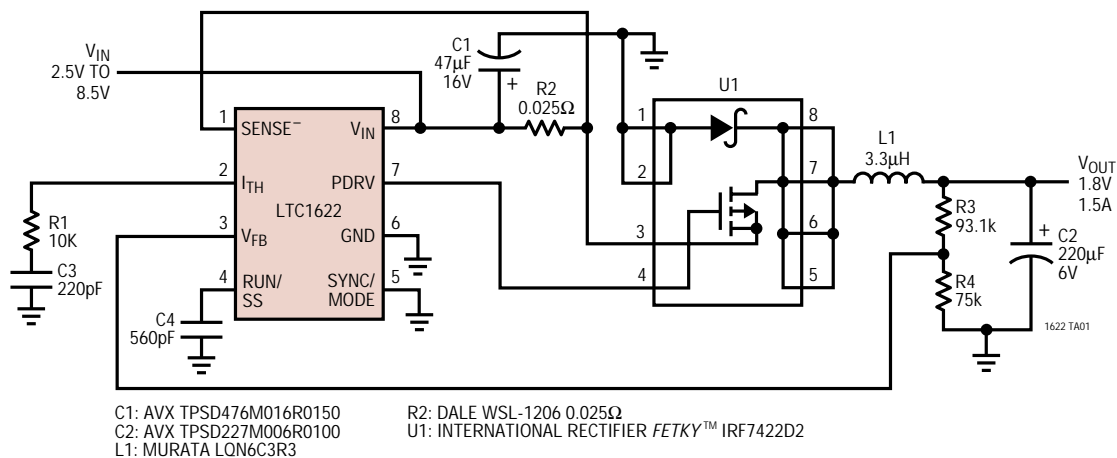 VIN
2.5V TO
8.5V
C1
47µF
16V
+
R2
0.025Ω
U1
1
SENSE−
VIN
8
2
ITH
PDRV
7
LTC1622
3
VFB
GND
6
4
RUN/
SS
SYNC/
MODE
5
R1
10K
C3
220pF
C4
560pF
1
2
3
4
8
7
6
5
L1
3.3µH
VOUT
1.8V
1.5A
R3
93.1k
R4
75k
+
C2
220µF
6V
1622 TA01
C1: AVX TPSD476M016R0150
C2: AVX TPSD227M006R0100
L1: MURATA LQN6C3R3
R2: DALE WSL-1206 0.025Ω
U1: INTERNATIONAL RECTIFIER FETKY™ IRF7422D2